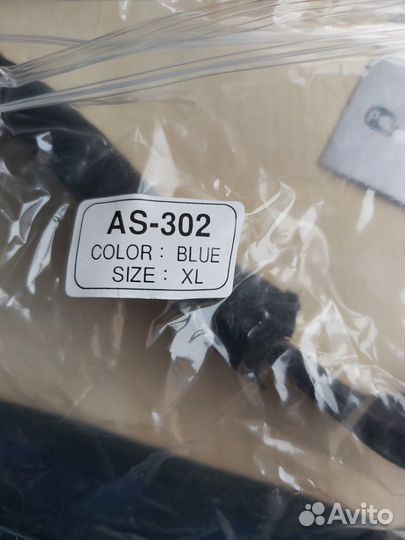 AS-302
COLOR : BLUE
SIZE : XL
Avito